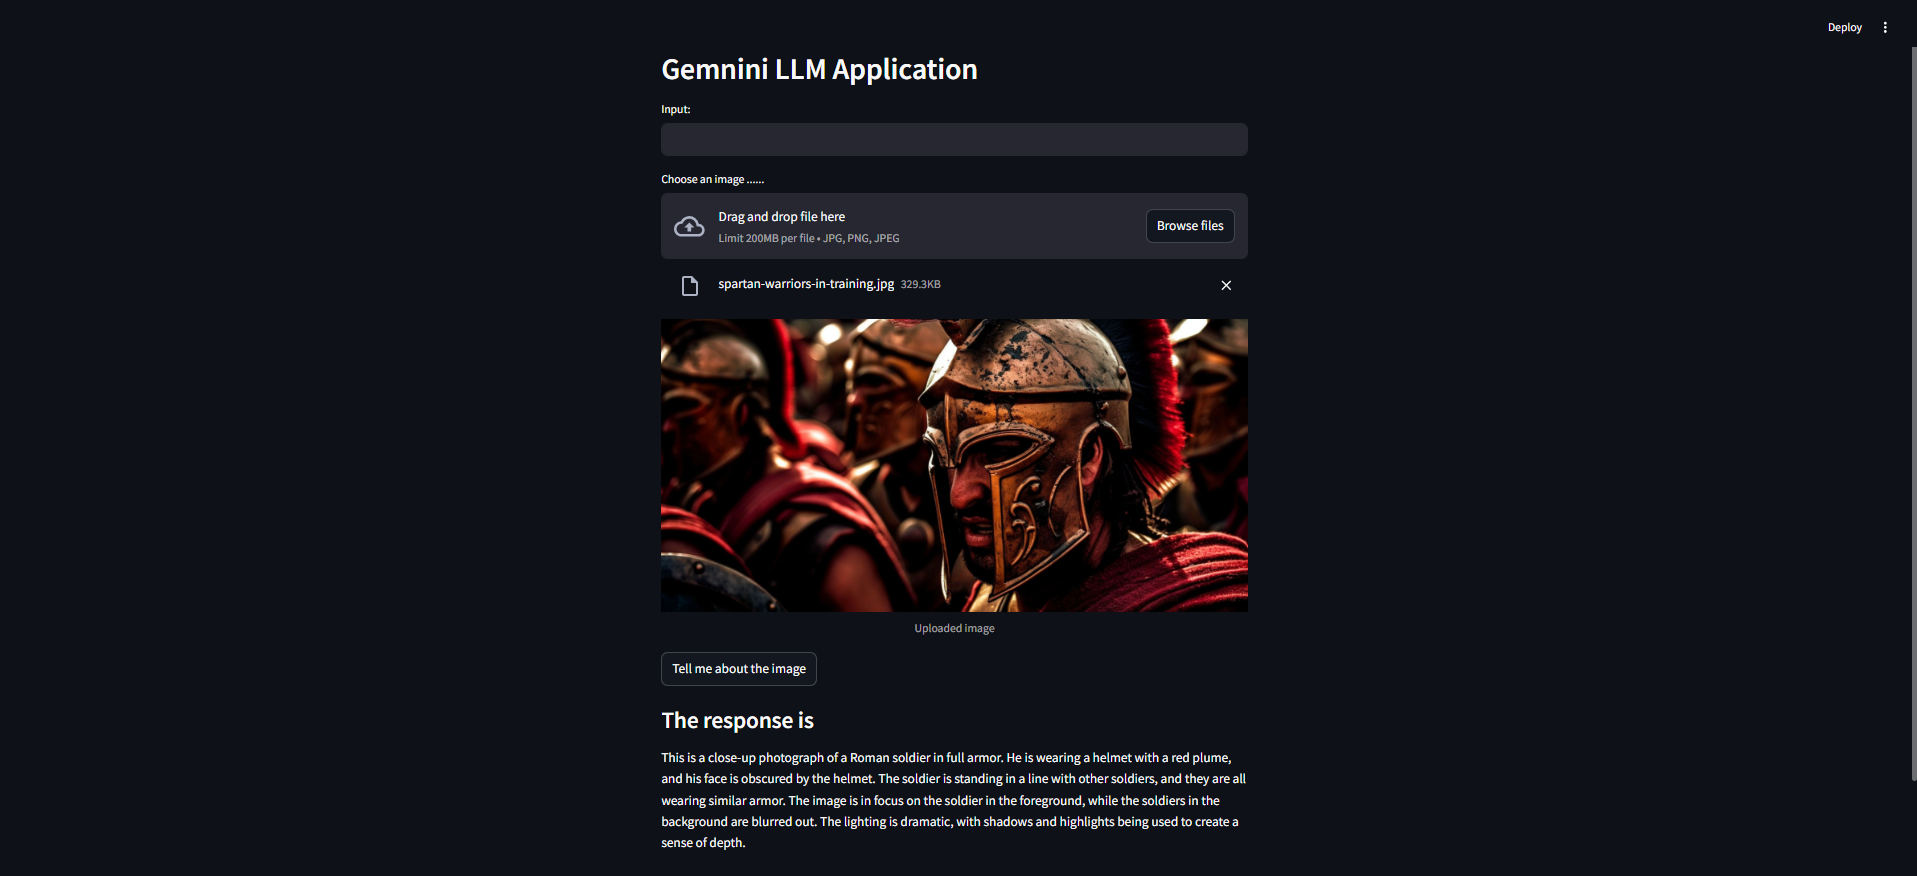 Deploy
Gemnini LLM Application
Input:
Choose an image ......
Drag and drop file here
Limit 200MB per file • JPG, PNG, JPEG
Browse files
spartan-warriors-in-training.jpg 329.3KB
Uploaded image
Tell me about the image
The response is
This is a close-up photograph of a Roman soldier in full armor. He is wearing a helmet with a red plume,
and his face is obscured by the helmet. The soldier is standing in a line with other soldiers, and they are all
wearing similar armor. The image is in focus on the soldier in the foreground, while the soldiers in the
background are blurred out. The lighting is dramatic, with shadows and highlights being used to create a
sense of depth.